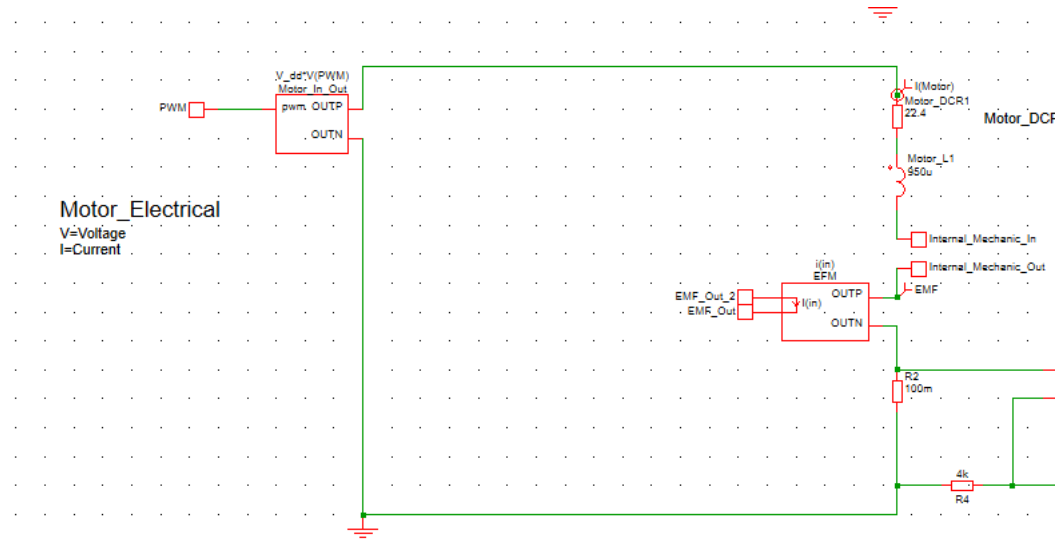 V_dd*V(PWM)
Motor_In_Out
PWM
pwm
OUTP
OUTN
I(Motor)
Motor_DCR1
22.4
Motor_DCR
Motor_L1
950u
Motor_Electrical
V=Voltage
I=Current
Internal_Mechanic_In
Internal_Mechanic_Out
i(in)
EFM
EMF
OUTP
EMF_Out_2
I(in)
EMF_Out
OUTN
R2
100m
4k
R4